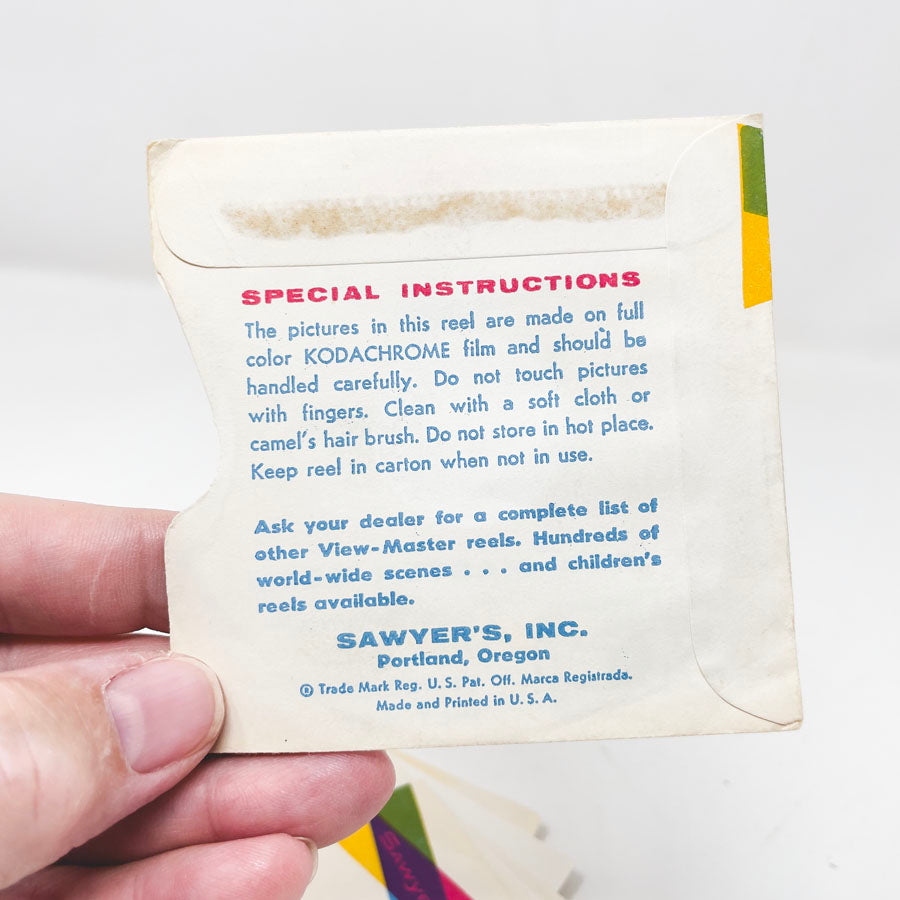 SPECIAL INSTRUCTIONS
The pictures in this reel are made on full
color KODACHROME film and should be
handled carefully. Do not touch pictures
with fingers. Clean with a soft cloth or
camel's hair brush. Do not store in hot place.
Keep reel in carton when not in use.
Ask your dealer for a complete list of
other View-Master reels. Hundreds of
world-wide scenes . . . and children's
reels available.
SAWYER'S, INC.
Portland, Oregon
® Trade Mark Reg. U. S. Pat. Off. Marca Registrada.
Made and Printed in U. S. A.